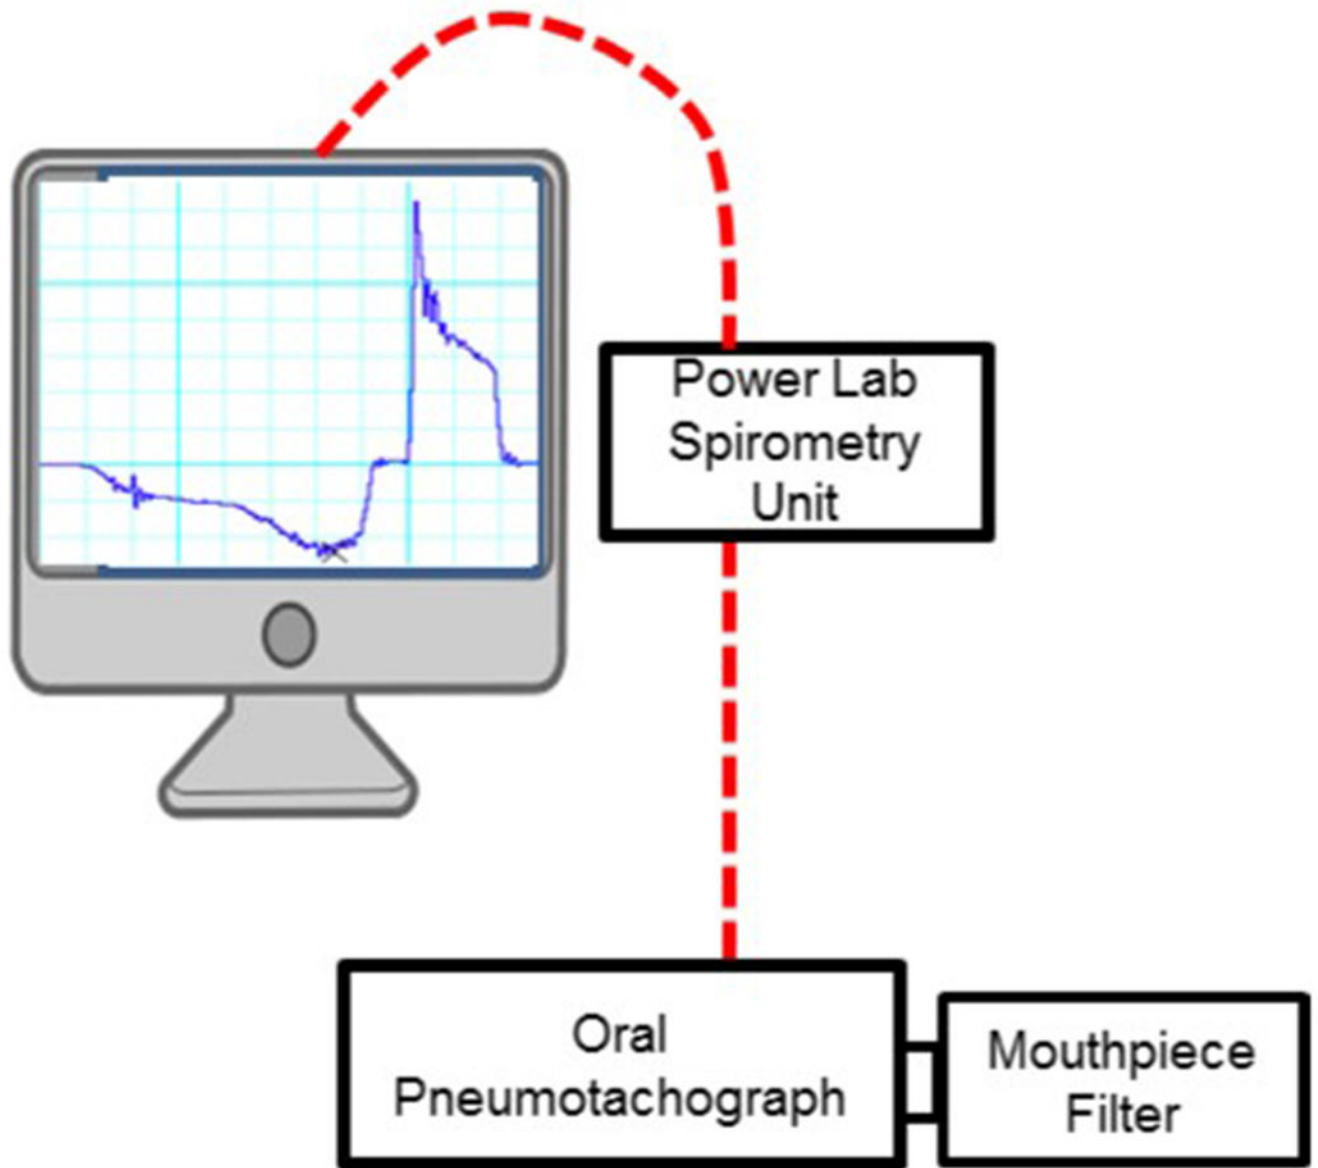 Power Lab
Spirometry
Unit
Oral
Pneumotachograph
Mouthpiece
Filter